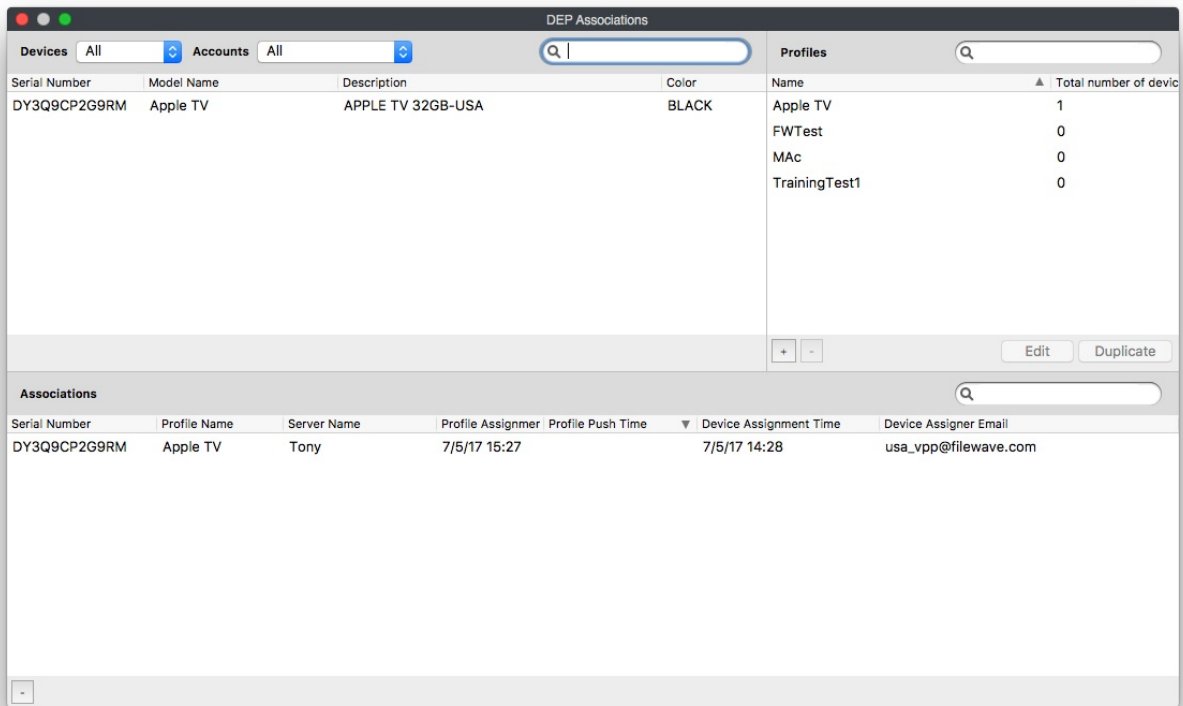 DEP Associations
Devices All Accounts All Profiles
Serial Number Model Name Description Color Name Total number of devic
DY3Q9CP2G9RM Apple TV APPLE TV 32GB-USA BLACK Apple TV 1
FWTest 0
MAc 0
TrainingTest1 0
+ - Edit Duplicate
Associations
Serial Number Profile Name Server Name Profile Assignmer Profile Push Time Device Assignment Time Device Assigner Email
DY3Q9CP2G9RM Apple TV Tony 7/5/17 15:27 7/5/17 14:28 usa_vpp@filewave.com
-